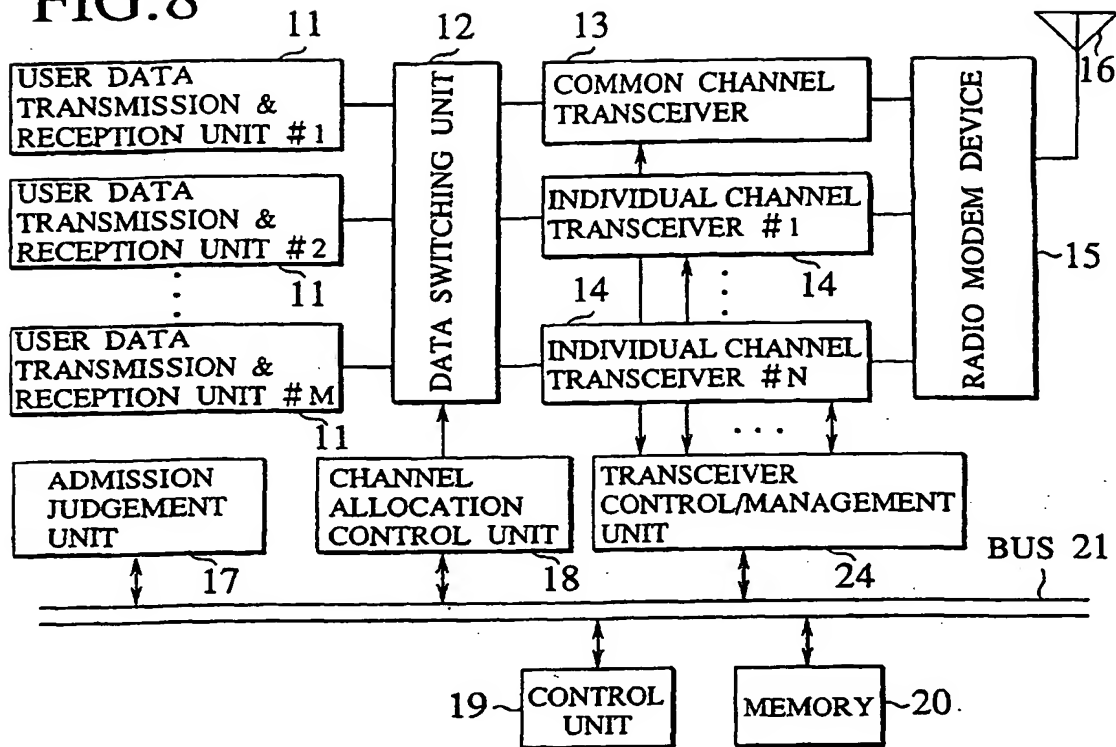 FIG.8
11
12
13
16
USER DATA
TRANSMISSION &
RECEPTION UNIT #1
DATA SWITCHING UNIT
COMMON CHANNEL
TRANSCEIVER
RADIO MODEM DEVICE
15
USER DATA
TRANSMISSION &
RECEPTION UNIT #2
11
INDIVIDUAL CHANNEL
TRANSCEIVER #1
14
14
USER DATA
TRANSMISSION &
RECEPTION UNIT #M
11
INDIVIDUAL CHANNEL
TRANSCEIVER #N
ADMISSION
JUDGEMENT
UNIT
17
CHANNEL
ALLOCATION
CONTROL UNIT
18
TRANSCEIVER
CONTROL/MANAGEMENT
UNIT
24
BUS 21
19
CONTROL
UNIT
MEMORY
20